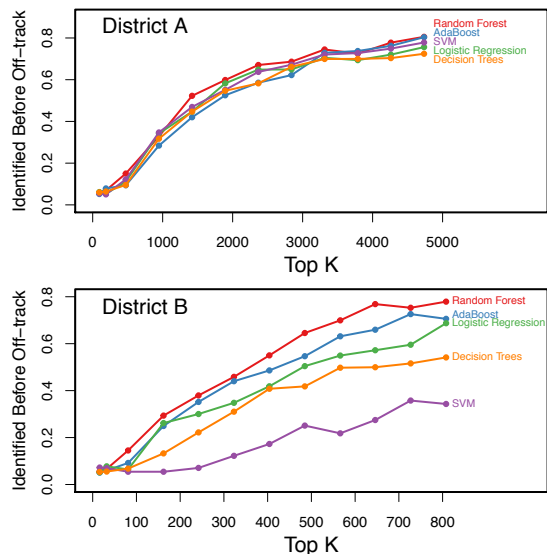 District A
Identified Before Off−track
0.8
0.6
0.4
0.2
0.0
Random Forest
AdaBoost
SVM
Logistic Regression
Decision Trees
0 1000 2000 3000 4000 5000
Top K
District B
Identified Before Off−track
0.8
0.6
0.4
0.2
0.0
Random Forest
AdaBoost
Logistic Regression
Decision Trees
SVM
0 100 200 300 400 500 600 700 800
Top K